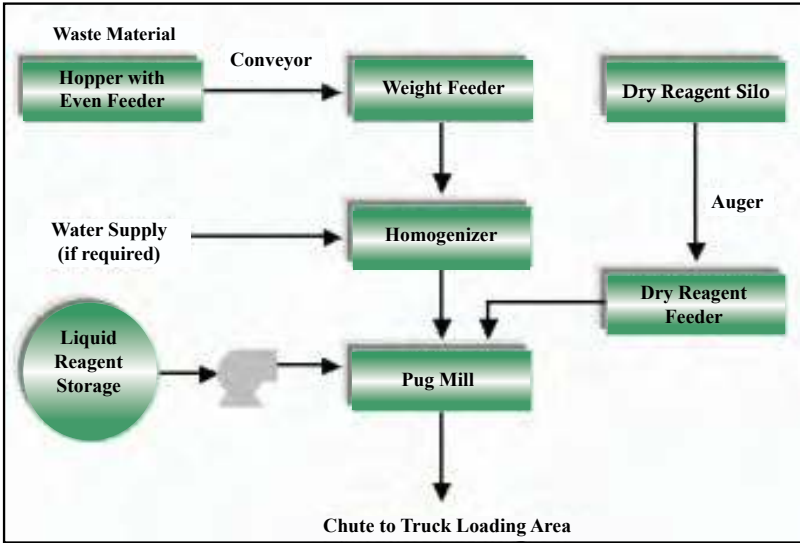 Waste Material
Hopper with
Even Feeder
Conveyor
Weight Feeder
Dry Reagent Silo
Auger
Water Supply
(if required)
Homogenizer
Dry Reagent
Feeder
Liquid
Reagent
Storage
Pug Mill
Chute to Truck Loading Area